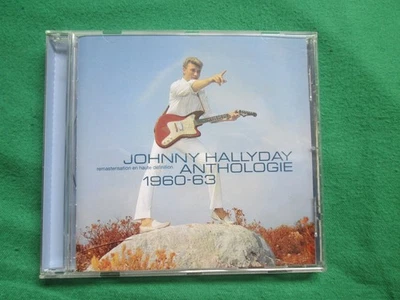 JOHNNY HALLYDAY
remasterisation en haute définition
ANTHOLOGIE
1960-63